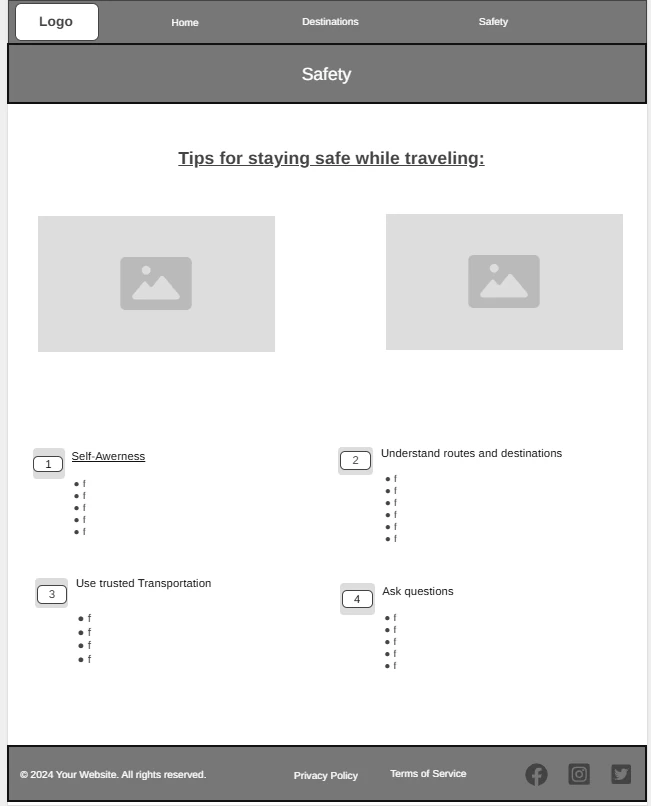 Logo
Home
Destinations
Safety
Safety
Tips for staying safe while traveling:
1
Self-Awerness
f
f
f
f
f
2
Understand routes and destinations
f
f
f
f
f
f
3
Use trusted Transportation
f
f
f
f
4
Ask questions
f
f
f
f
f
© 2024 Your Website. All rights reserved.
Privacy Policy
Terms of Service